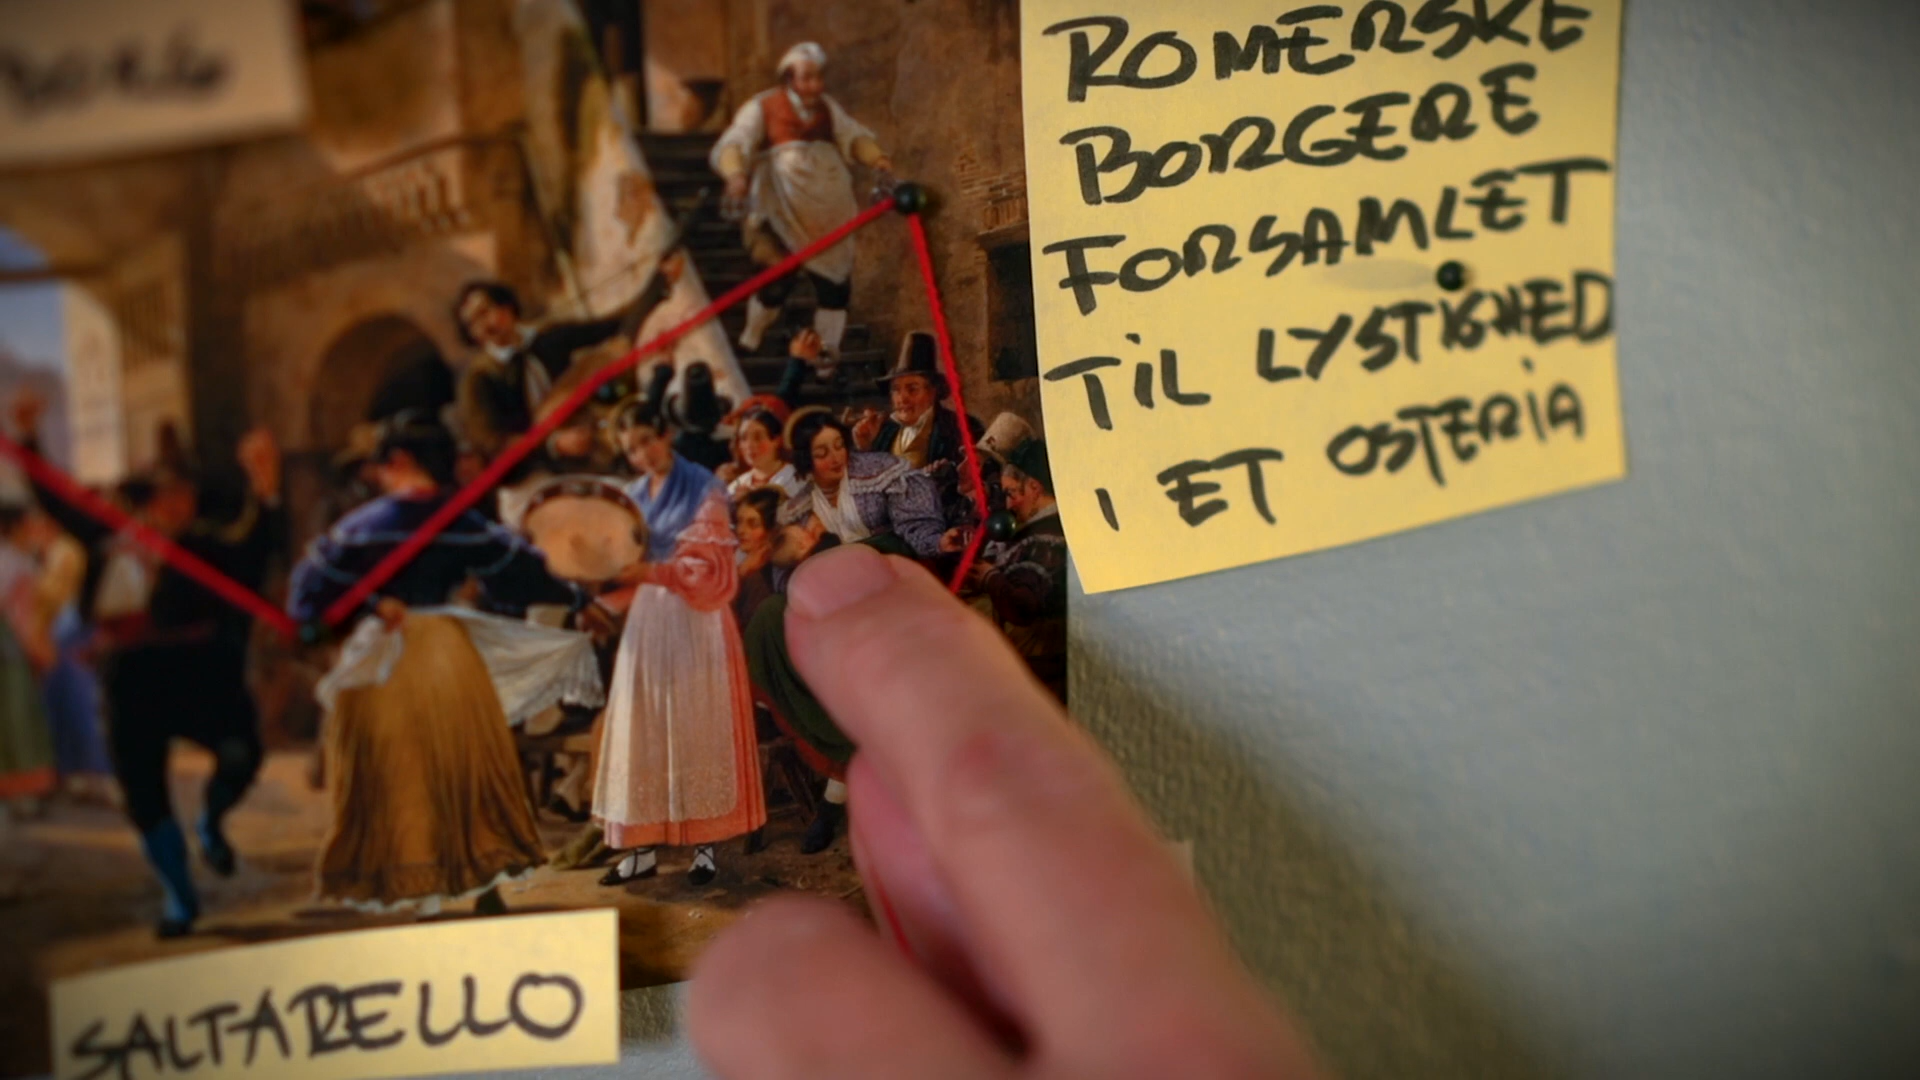 ROMERSKE
BORGERE
FORSAMLET
TIL LYSTIGHED
I ET OSTERIA
SALTARELLO